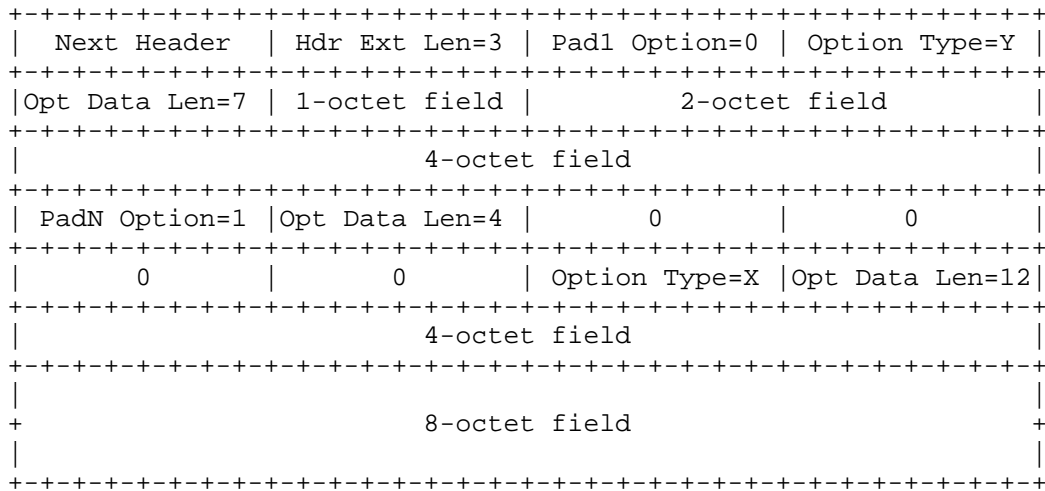 +-+-+-+-+-+-+-+-+-+-+-+-+-+-+-+-+-+-+-+-+-+-+-+-+-+-+-+-+-+-+-+-+
|  Next Header  | Hdr Ext Len=3 | Pad1 Option=0 | Option Type=Y |
+-+-+-+-+-+-+-+-+-+-+-+-+-+-+-+-+-+-+-+-+-+-+-+-+-+-+-+-+-+-+-+-+
|Opt Data Len=7 | 1-octet field |         2-octet field         |
+-+-+-+-+-+-+-+-+-+-+-+-+-+-+-+-+-+-+-+-+-+-+-+-+-+-+-+-+-+-+-+-+
|                         4-octet field                         |
+-+-+-+-+-+-+-+-+-+-+-+-+-+-+-+-+-+-+-+-+-+-+-+-+-+-+-+-+-+-+-+-+
| PadN Option=1 |Opt Data Len=4 |       0       |       0       |
+-+-+-+-+-+-+-+-+-+-+-+-+-+-+-+-+-+-+-+-+-+-+-+-+-+-+-+-+-+-+-+-+
|       0       |       0       | Option Type=X |Opt Data Len=12|
+-+-+-+-+-+-+-+-+-+-+-+-+-+-+-+-+-+-+-+-+-+-+-+-+-+-+-+-+-+-+-+-+
|                         4-octet field                         |
+-+-+-+-+-+-+-+-+-+-+-+-+-+-+-+-+-+-+-+-+-+-+-+-+-+-+-+-+-+-+-+-+
|                                                               |
+                         8-octet field                         +
|                                                               |
+-+-+-+-+-+-+-+-+-+-+-+-+-+-+-+-+-+-+-+-+-+-+-+-+-+-+-+-+-+-+-+-+